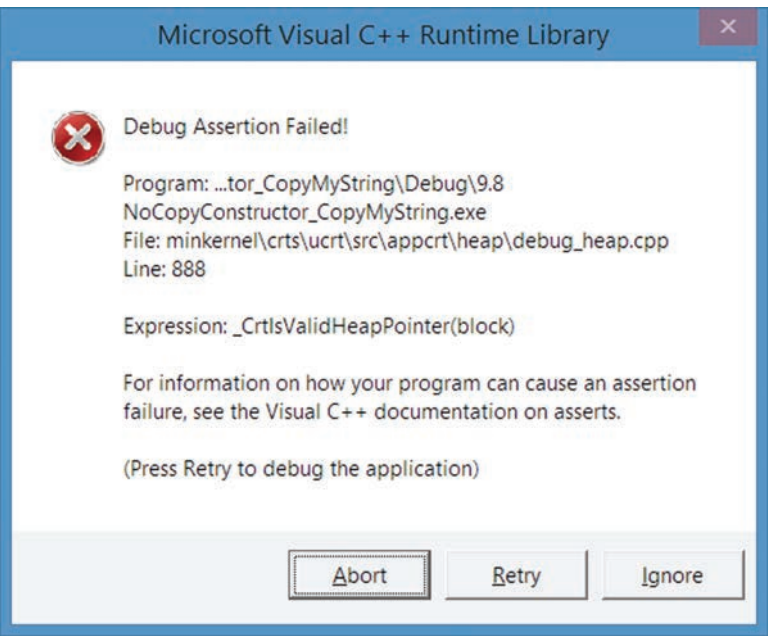 Microsoft Visual C++ Runtime Library
Debug Assertion Failed!
Program: ...tor_CopyMyString\Debug\9.8
NoCopyConstructor_CopyMyString.exe
File: minkernel\crts\ucrt\src\appcrt\heap\debug_heap.cpp
Line: 888
Expression: _CrtIsValidHeapPointer(block)
For information on how your program can cause an assertion
failure, see the Visual C++ documentation on asserts.
(Press Retry to debug the application)
Abort Retry Ignore